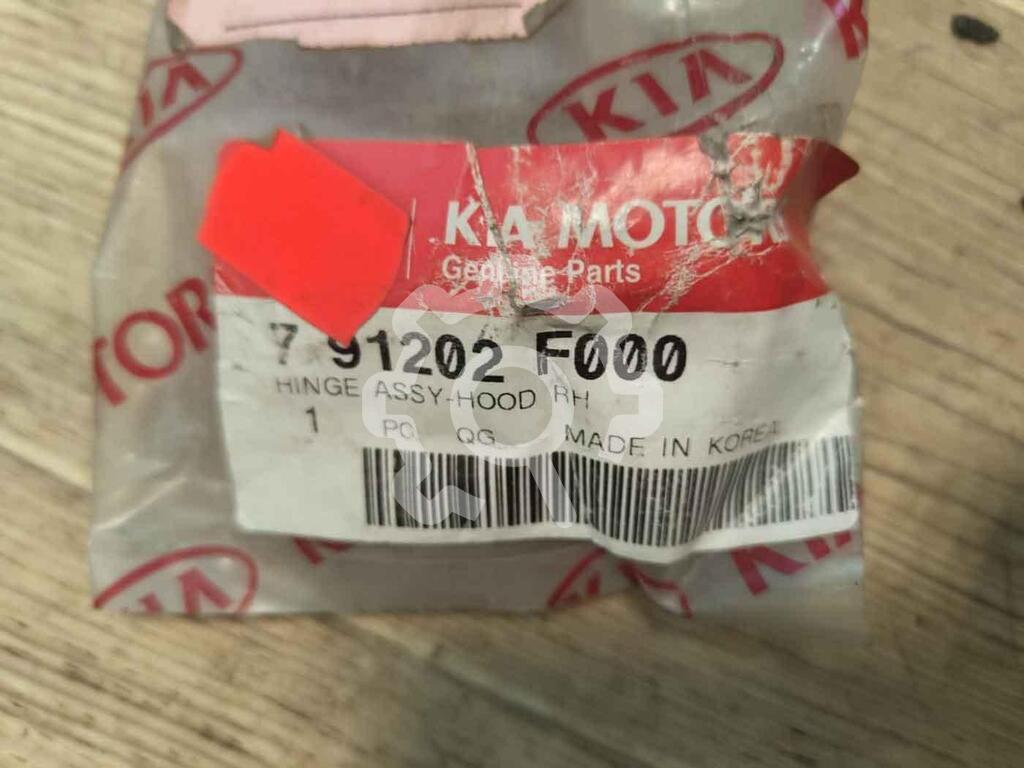 KIA
KIA
KIA MOTOR
Genuine Parts
TOR
7 91202 F000
HINGE ASSY-HOOD RH
1 PC QG MADE IN KOREA
KIA